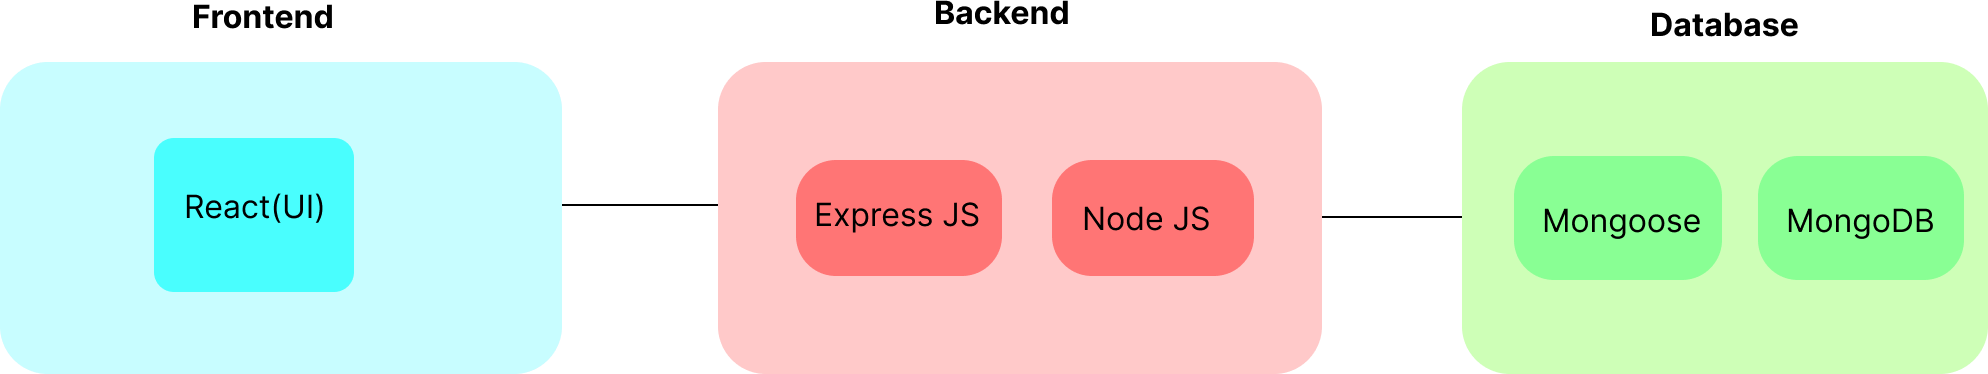 Frontend
Backend
Database
React(UI)
Express JS
Node JS
Mongoose
MongoDB